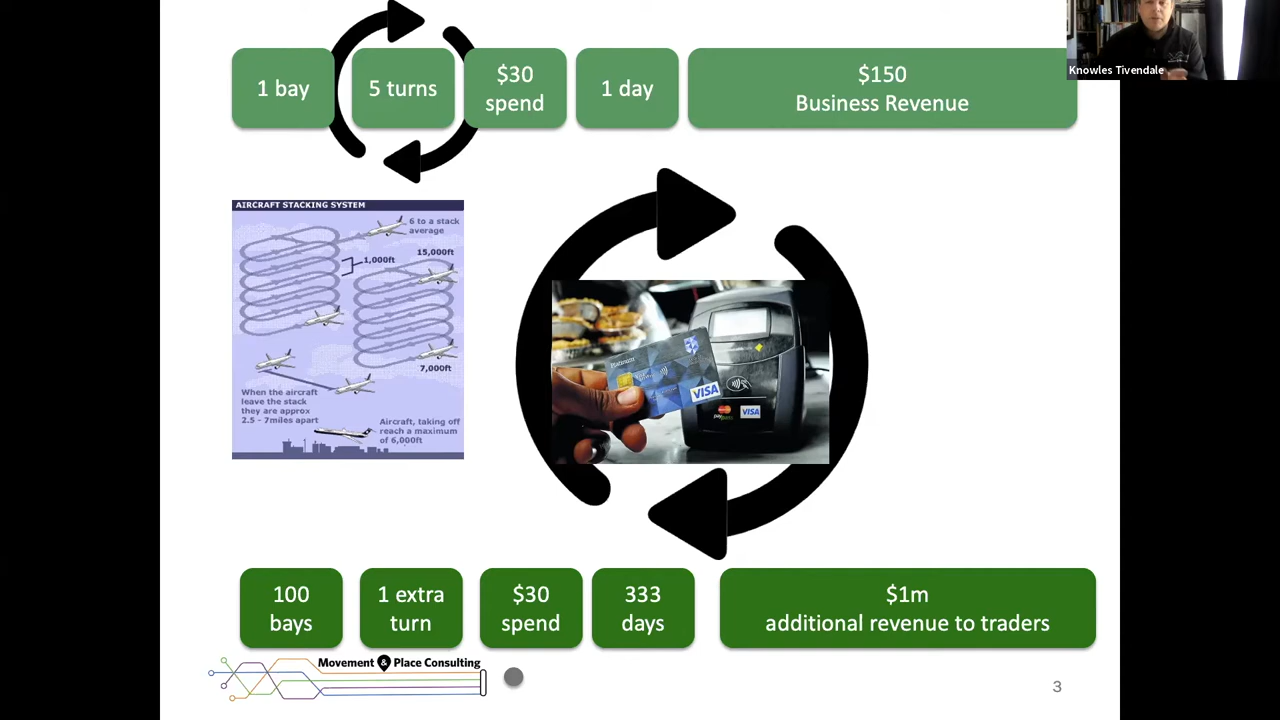 Knowles Tivendale
1 bay
5 turns
$30
spend
1 day
$150
Business Revenue
AIRCRAFT STACKING SYSTEM
6 to a stack
average
15,000ft
1,000ft
7,000ft
When the aircraft
leave the stack
they are approx
2.5 - 7miles apart
Aircraft, taking off
reach a maximum
of 6,000ft
VISA
VISA
100
bays
1 extra
turn
$30
spend
333
days
$1m
additional revenue to traders
Movement & Place Consulting
3